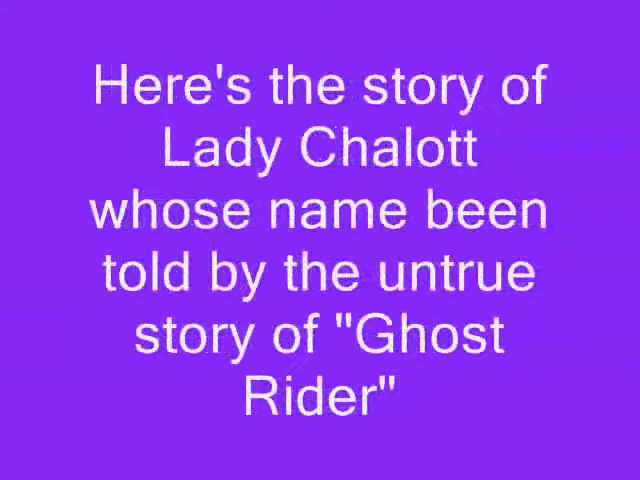 Here's the story of
Lady Chalott
whose name been
told by the untrue
story of "Ghost
Rider"